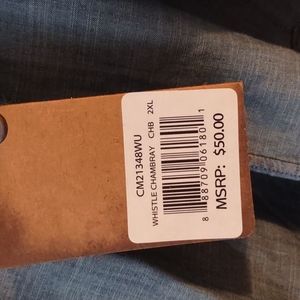 CM21348WU
WHISTLE CHAMBRAY CHB 2XL
8 88709 06180 1
MSRP: $50.00